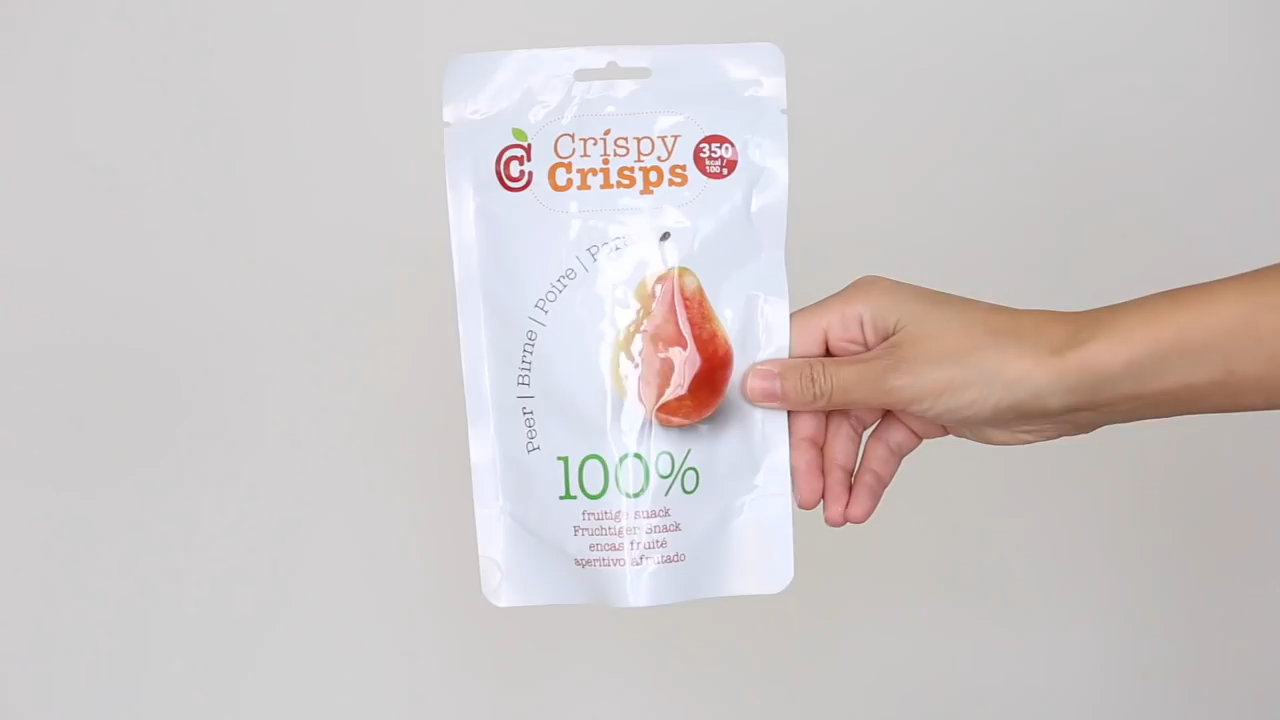 Crispy
Crisps
350
kcal /
100 g
Peer | Birne | Poire | Pera
100%
fruitige snack
Fruchtiger Snack
encas fruité
aperitivo afrutado